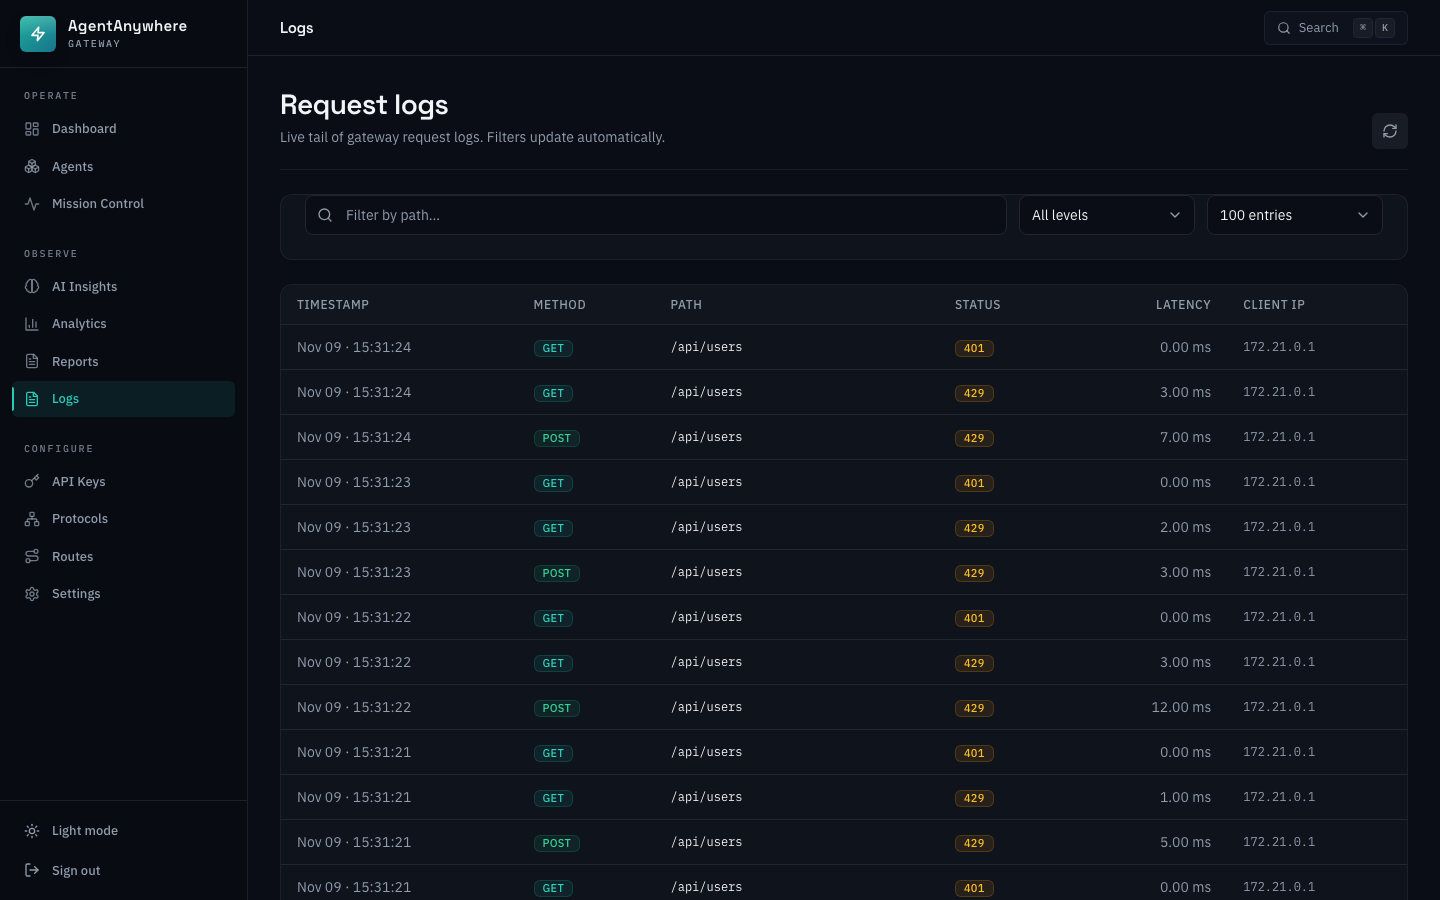 AgentAnywhere
GATEWAY
OPERATE
Dashboard
Agents
Mission Control
OBSERVE
AI Insights
Analytics
Reports
Logs
CONFIGURE
API Keys
Protocols
Routes
Settings
Light mode
Sign out
Logs
Search ⌘ K
Request logs
Live tail of gateway request logs. Filters update automatically.
Filter by path... All levels 100 entries
TIMESTAMP METHOD PATH STATUS LATENCY CLIENT IP
Nov 09 · 15:31:24 GET /api/users 401 0.00 ms 172.21.0.1
Nov 09 · 15:31:24 GET /api/users 429 3.00 ms 172.21.0.1
Nov 09 · 15:31:24 POST /api/users 429 7.00 ms 172.21.0.1
Nov 09 · 15:31:23 GET /api/users 401 0.00 ms 172.21.0.1
Nov 09 · 15:31:23 GET /api/users 429 2.00 ms 172.21.0.1
Nov 09 · 15:31:23 POST /api/users 429 3.00 ms 172.21.0.1
Nov 09 · 15:31:22 GET /api/users 401 0.00 ms 172.21.0.1
Nov 09 · 15:31:22 GET /api/users 429 3.00 ms 172.21.0.1
Nov 09 · 15:31:22 POST /api/users 429 12.00 ms 172.21.0.1
Nov 09 · 15:31:21 GET /api/users 401 0.00 ms 172.21.0.1
Nov 09 · 15:31:21 GET /api/users 429 1.00 ms 172.21.0.1
Nov 09 · 15:31:21 POST /api/users 429 5.00 ms 172.21.0.1
Nov 09 · 15:31:21 GET /api/users 401 0.00 ms 172.21.0.1